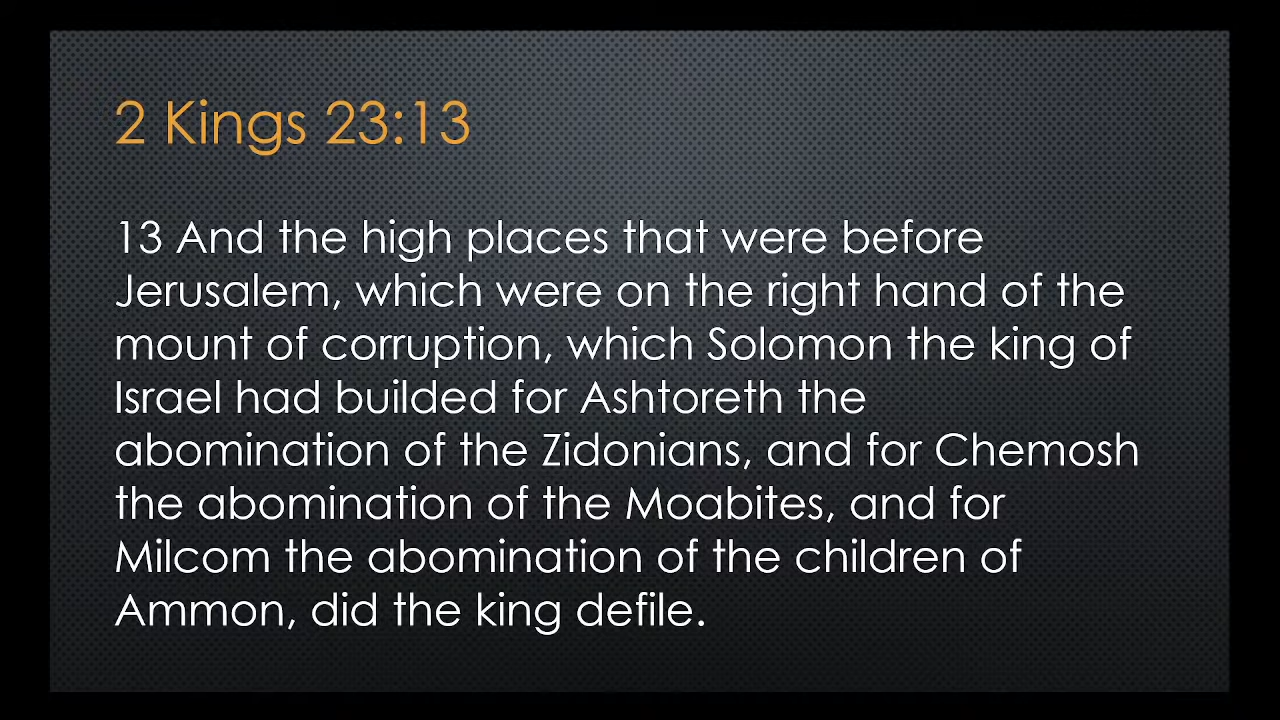 2 Kings 23:13
13 And the high places that were before
Jerusalem, which were on the right hand of the
mount of corruption, which Solomon the king of
Israel had builded for Ashtoreth the
abomination of the Zidonians, and for Chemosh
the abomination of the Moabites, and for
Milcom the abomination of the children of
Ammon, did the king defile.